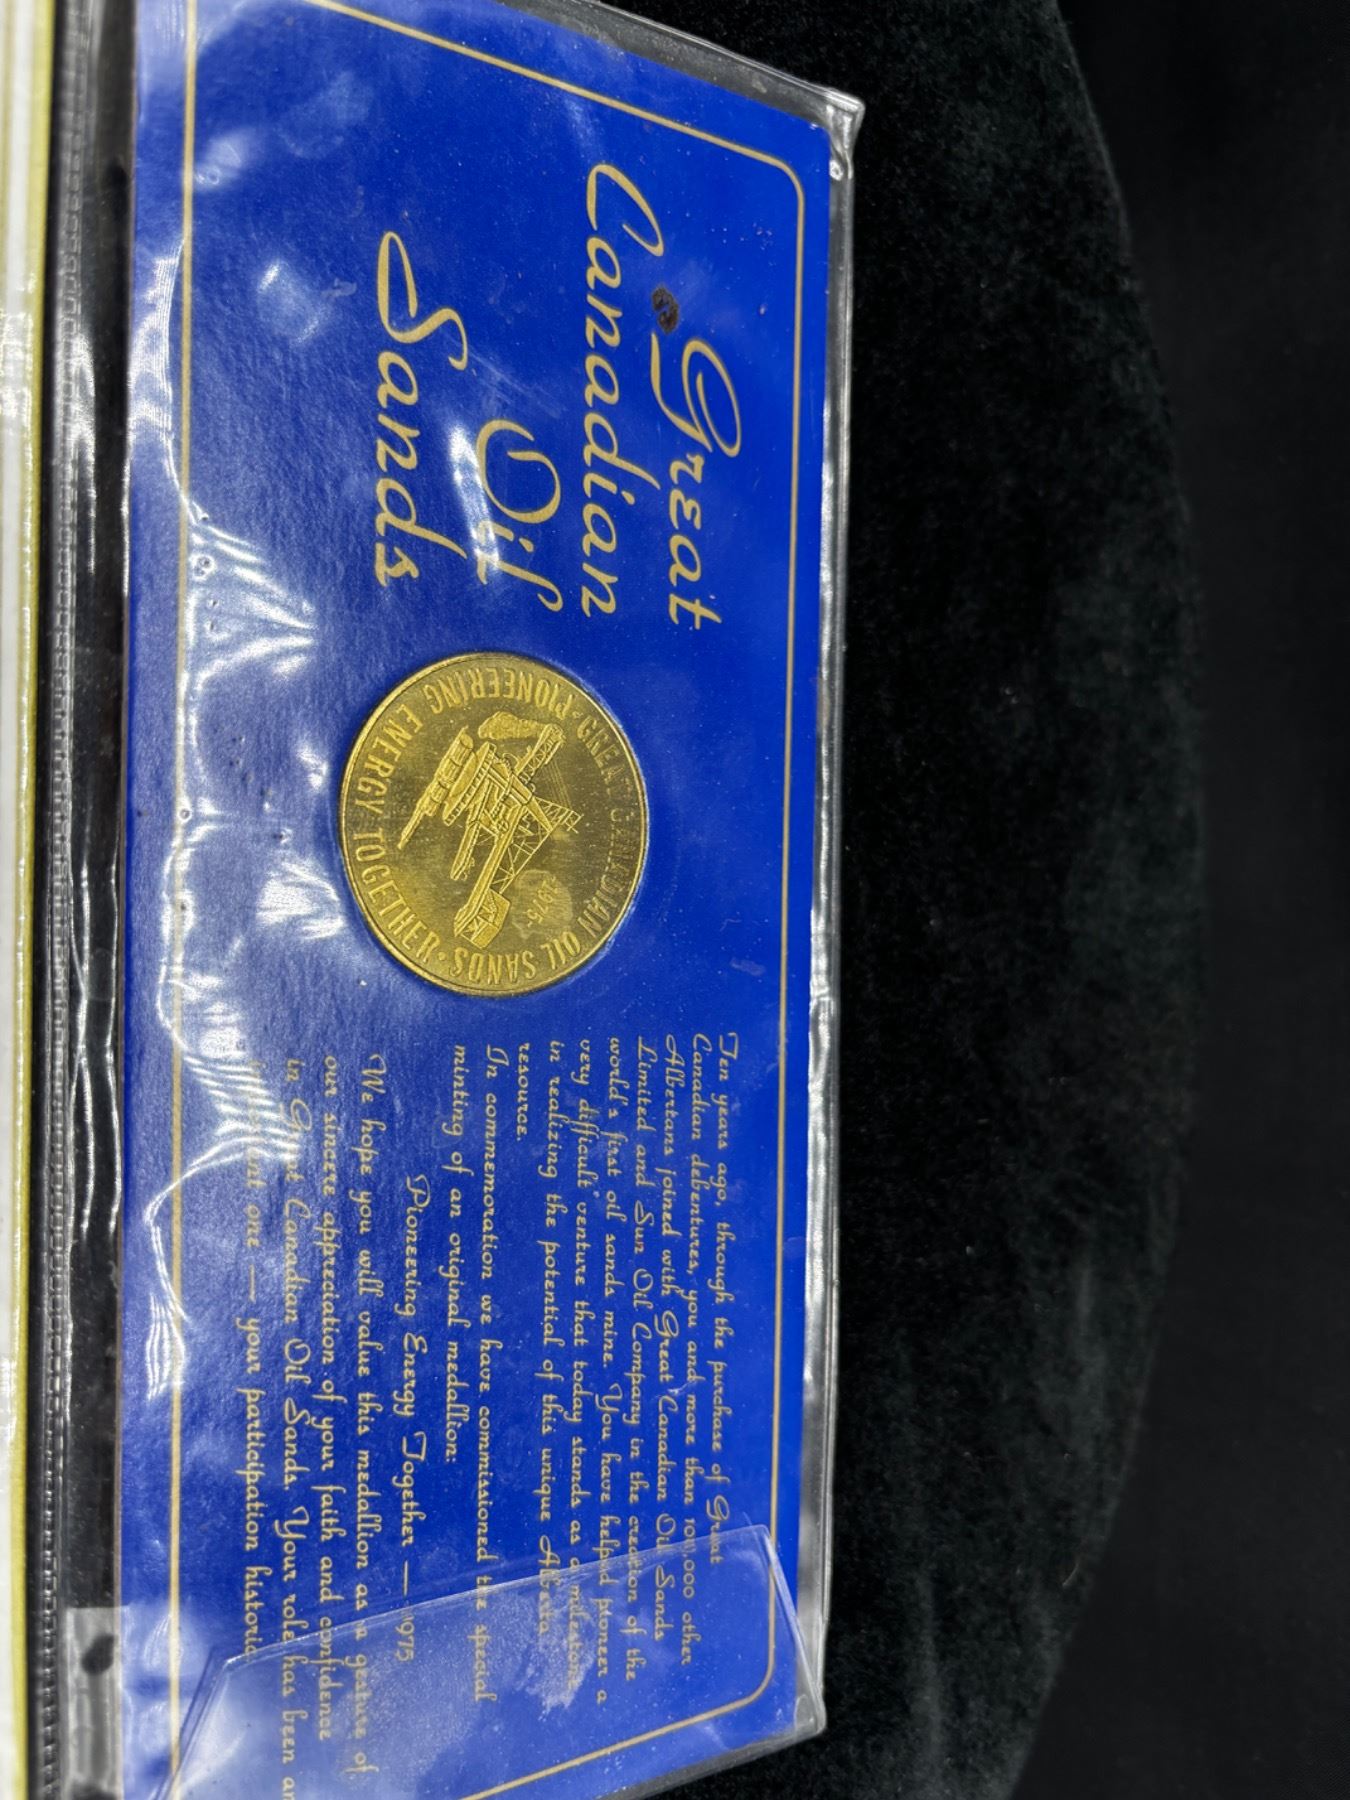 Great
Canadian
Oil
Sands
GREAT CANADIAN OIL SANDS
1975
PIONEERING ENERGY TOGETHER
Ten years ago, through the purchase of Great
Canadian debentures, you and more than 100,000 other
Albertans joined with Great Canadian Oil Sands
Limited and Sun Oil Company in the creation of the
world's first oil sands mine. You have helped pioneer a
very difficult venture that today stands as a milestone
in realizing the potential of this unique Alberta
resource.
In commemoration we have commissioned the special
minting of an original medallion:
Pioneering Energy Together — 1975
We hope you will value this medallion as a gesture of
our sincere appreciation of your faith and confidence
in Great Canadian Oil Sands. Your role has been an
important one — your participation historic.